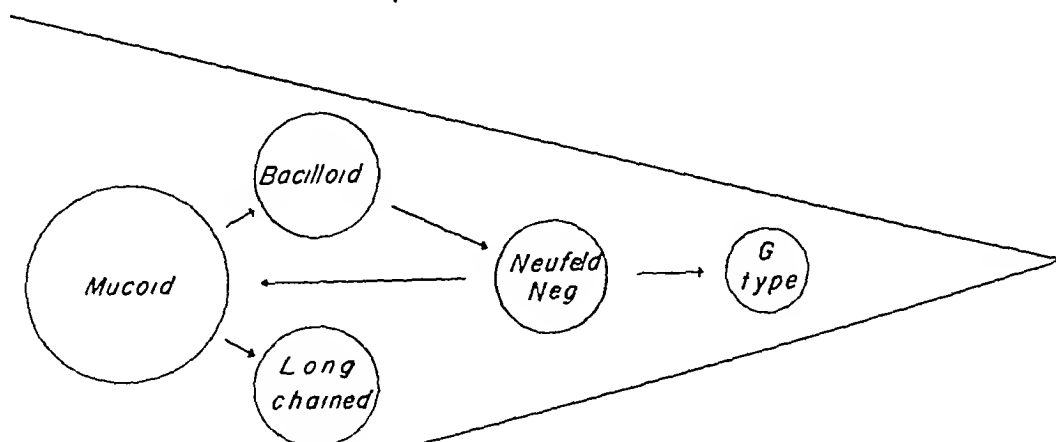 Bacilloid
Mucoid
Neufeld
Neg
G
type
Long
chained